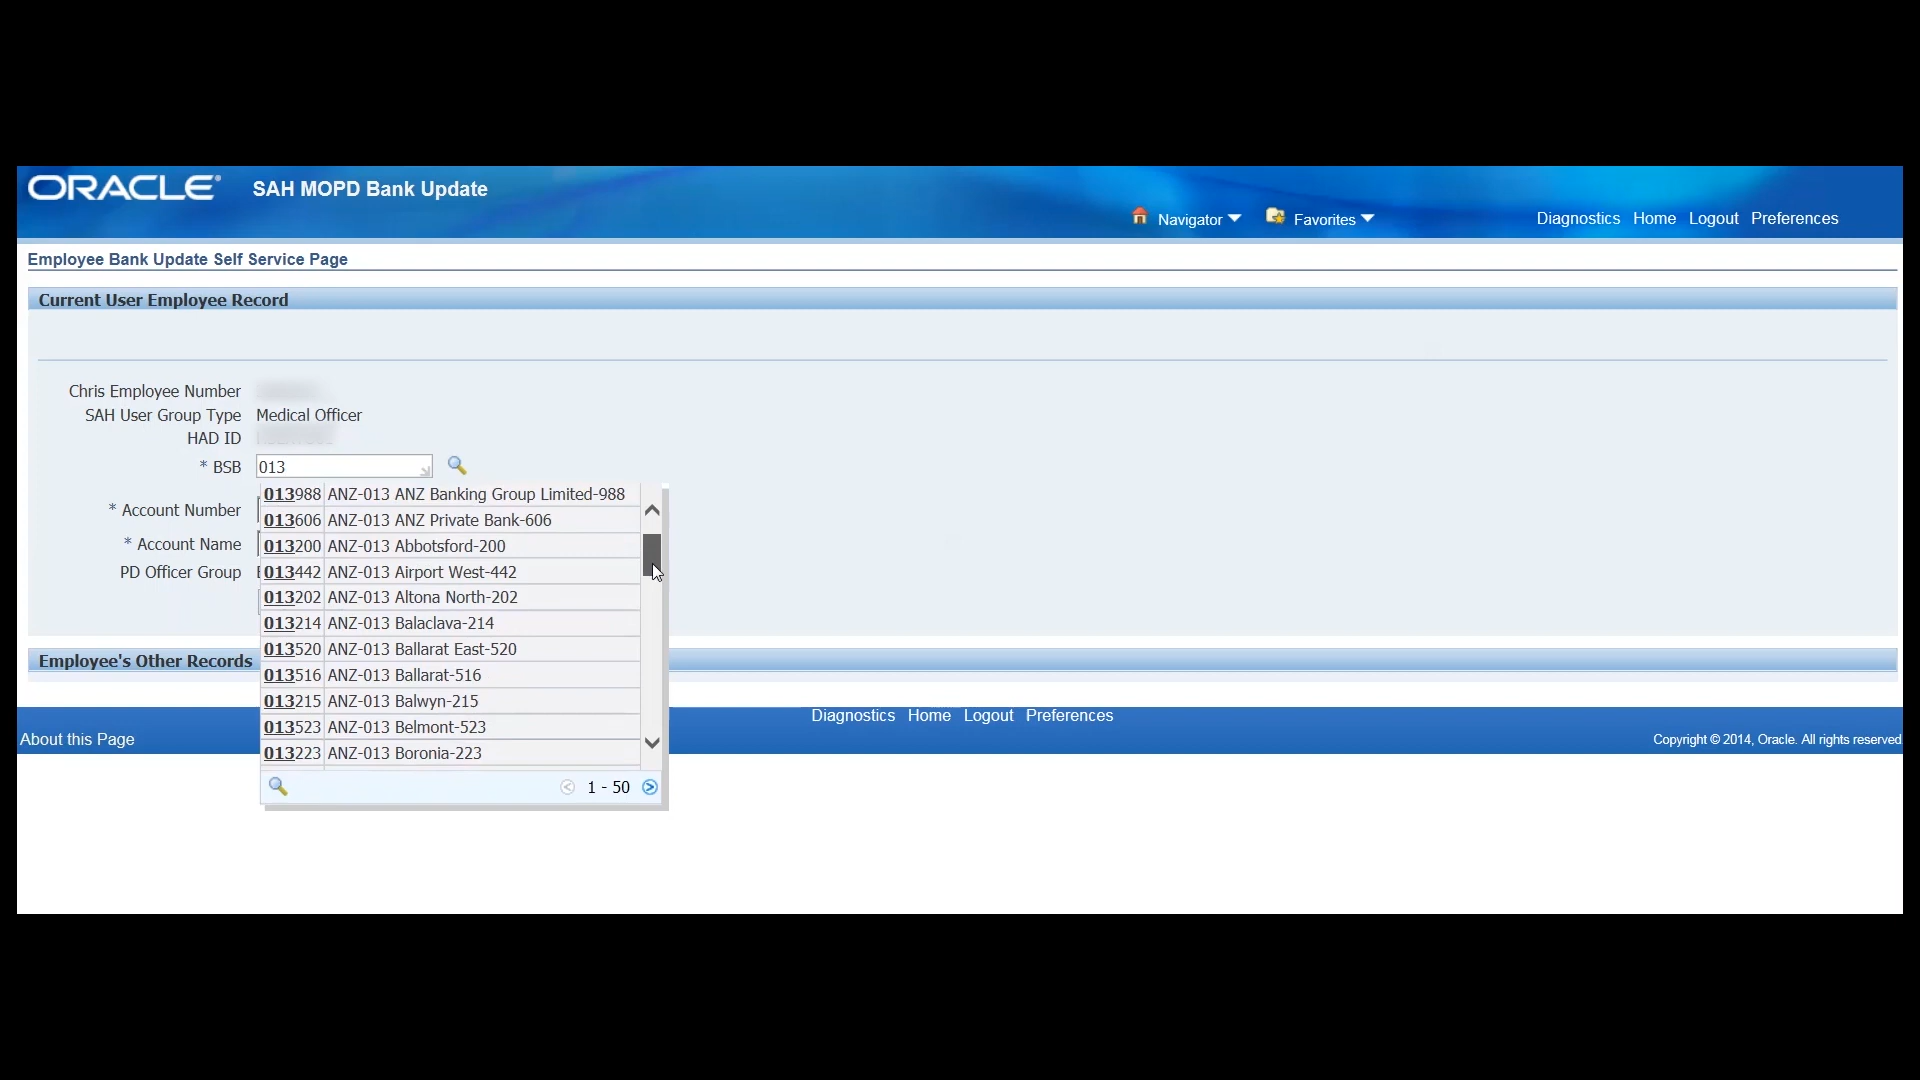 ORACLE SAH MOPD Bank Update
Navigator Favorites Diagnostics Home Logout Preferences
Employee Bank Update Self Service Page
Current User Employee Record
Chris Employee Number
SAH User Group Type Medical Officer
HAD ID
* BSB 013
* Account Number
* Account Name
PD Officer Group
013988 ANZ-013 ANZ Banking Group Limited-988
013606 ANZ-013 ANZ Private Bank-606
013200 ANZ-013 Abbotsford-200
013442 ANZ-013 Airport West-442
013202 ANZ-013 Altona North-202
013214 ANZ-013 Balaclava-214
013520 ANZ-013 Ballarat East-520
013516 ANZ-013 Ballarat-516
013215 ANZ-013 Balwyn-215
013523 ANZ-013 Belmont-523
013223 ANZ-013 Boronia-223
1 - 50
Employee's Other Records
Diagnostics Home Logout Preferences
About this Page
Copyright © 2014, Oracle. All rights reserved